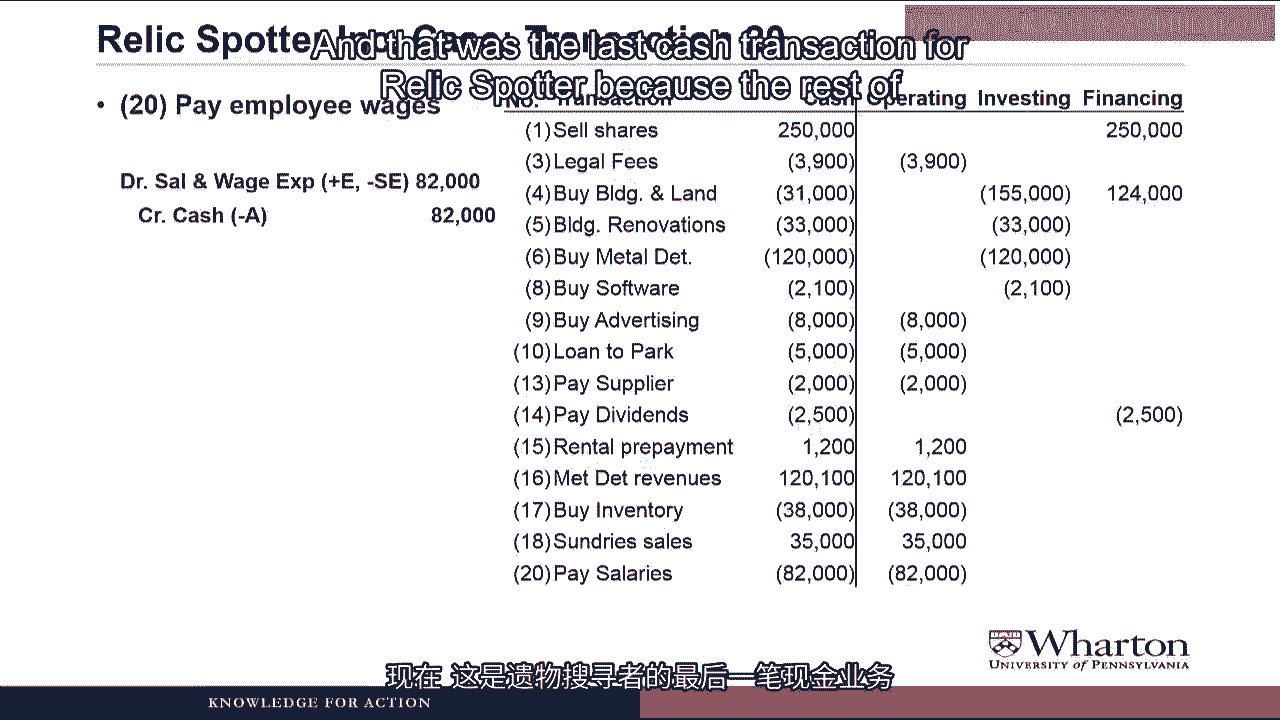 Relic Spotter Inc. Case: Transaction 20
And that was the last cash transaction for
Relic Spotter because the rest of
• (20) Pay employee wages
Dr. Sal & Wage Exp (+E, -SE) 82,000
Cr. Cash (-A) 82,000
No. Transaction Cash Operating Investing Financing
(1) Sell shares 250,000 250,000
(3) Legal Fees (3,900) (3,900)
(4) Buy Bldg. & Land (31,000) (155,000) 124,000
(5) Bldg. Renovations (33,000) (33,000)
(6) Buy Metal Det. (120,000) (120,000)
(8) Buy Software (2,100) (2,100)
(9) Buy Advertising (8,000) (8,000)
(10) Loan to Park (5,000) (5,000)
(13) Pay Supplier (2,000) (2,000)
(14) Pay Dividends (2,500) (2,500)
(15) Rental prepayment 1,200 1,200
(16) Met Det revenues 120,100 120,100
(17) Buy Inventory (38,000) (38,000)
(18) Sundries sales 35,000 35,000
(20) Pay Salaries (82,000) (82,000)
Wharton
UNIVERSITY of PENNSYLVANIA
现在 这是遗物搜寻者的最后一笔现金业务
KNOWLEDGE FOR ACTION